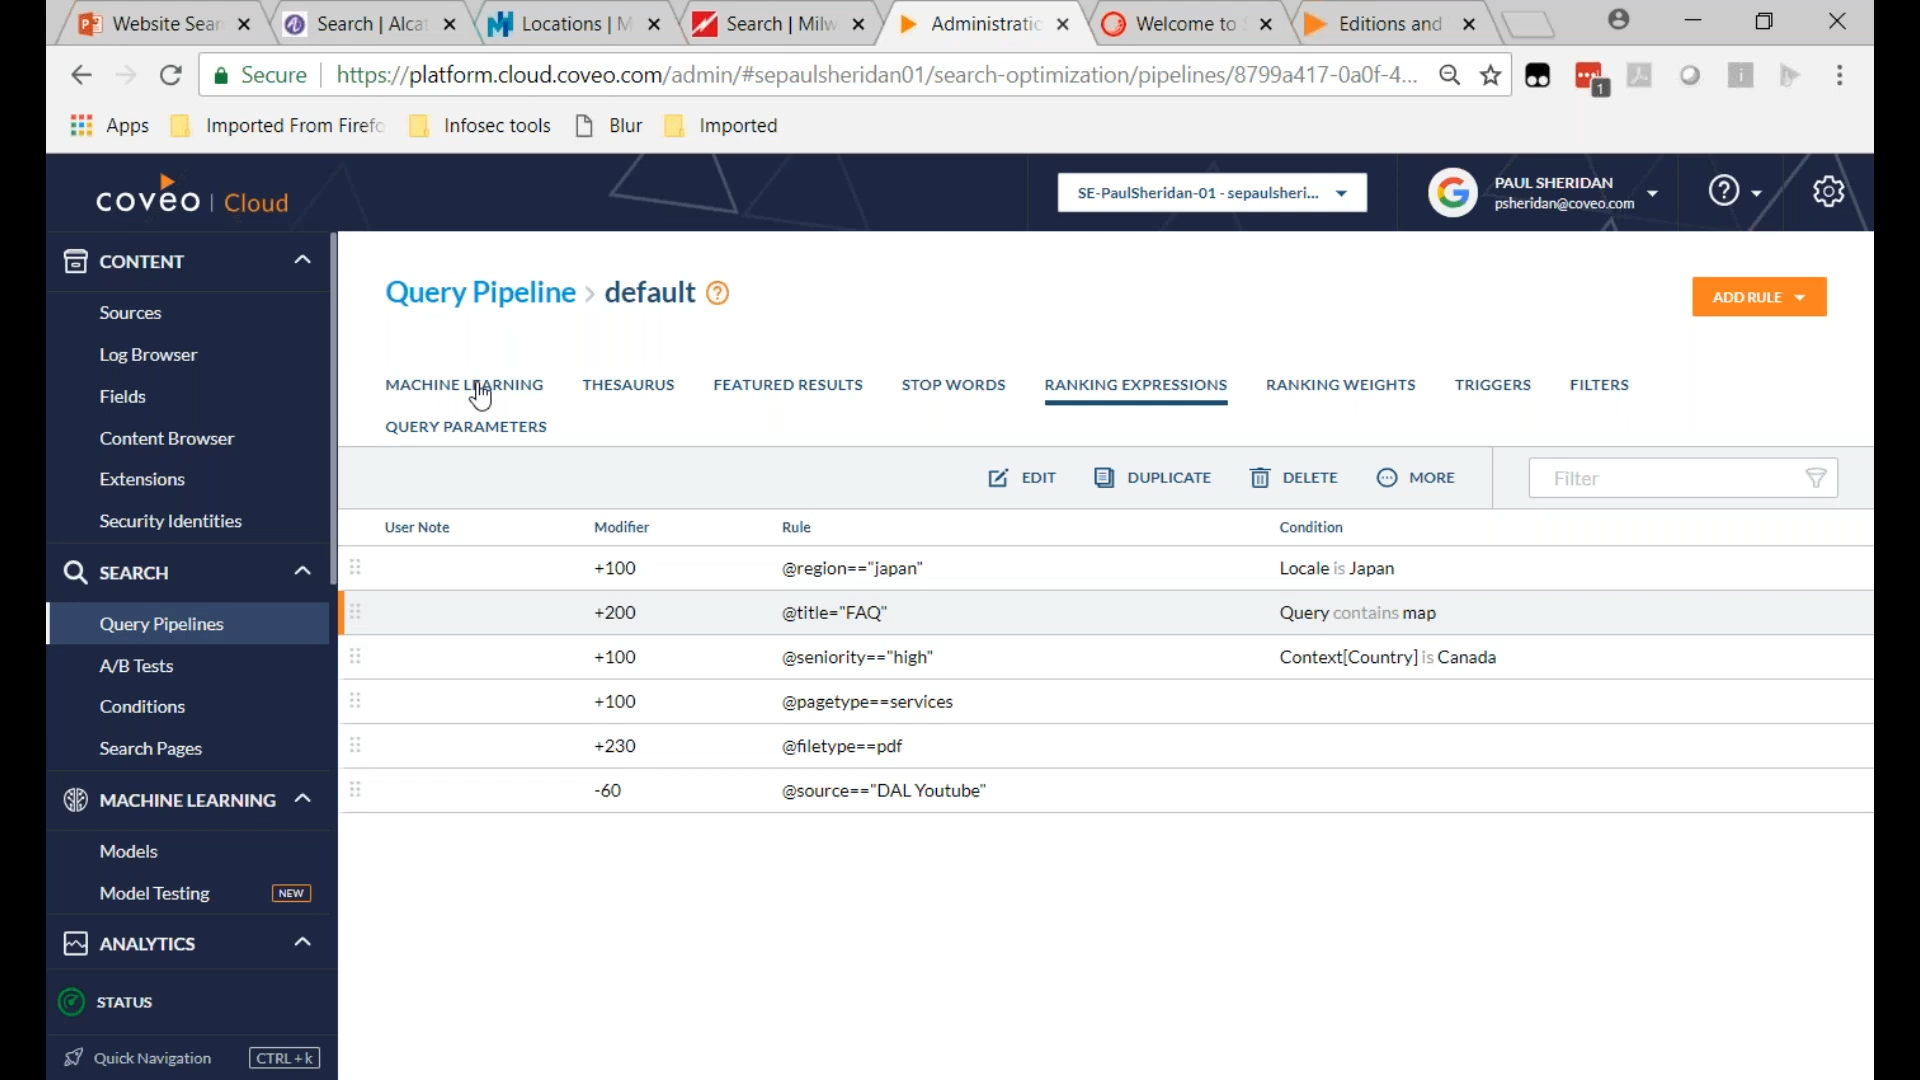 Website Sear
Search | Alcat
Locations | M
Search | Milw
Administratio
Welcome to
Editions and
Secure
https://platform.cloud.coveo.com/admin/#sepaulsheridan01/search-optimization/pipelines/8799a417-0a0f-4...
1
Apps
Imported From Firefo
Infosec tools
Blur
Imported
coveo | Cloud
SE-PaulSheridan-01 - sepaulsheri...
G
PAUL SHERIDAN
psheridan@coveo.com
?
CONTENT
Sources
Log Browser
Fields
Content Browser
Extensions
Security Identities
SEARCH
Query Pipelines
A/B Tests
Conditions
Search Pages
MACHINE LEARNING
Models
Model Testing NEW
ANALYTICS
STATUS
Quick Navigation CTRL+k
Query Pipeline > default ?
ADD RULE
MACHINE LEARNING THESAURUS FEATURED RESULTS STOP WORDS RANKING EXPRESSIONS RANKING WEIGHTS TRIGGERS FILTERS
QUERY PARAMETERS
EDIT DUPLICATE DELETE MORE Filter
User Note Modifier Rule Condition
+100 @region=="japan" Locale is Japan
+200 @title="FAQ" Query contains map
+100 @seniority=="high" Context[Country] is Canada
+100 @pagetype==services
+230 @filetype==pdf
-60 @source=="DAL Youtube"